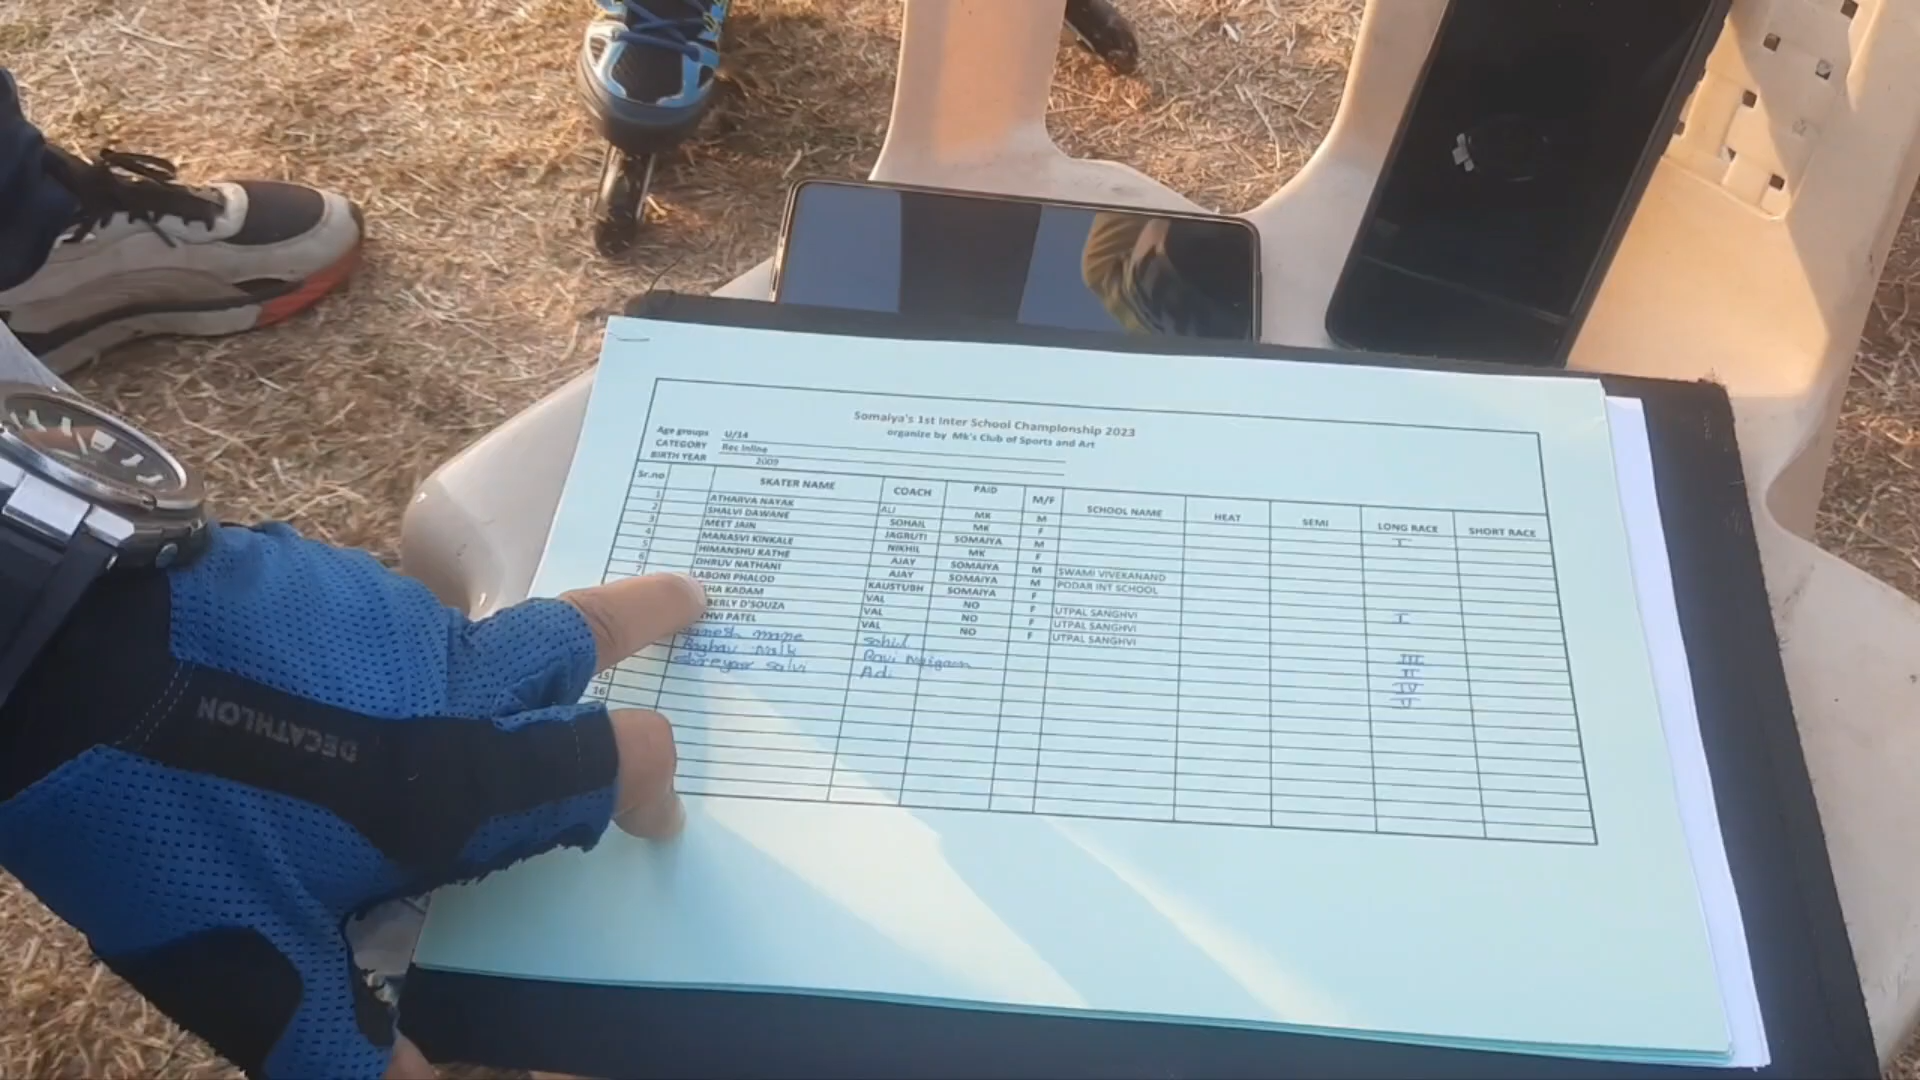 Somaiya's 1st Inter School Championship 2023
organize by Mk's Club of Sports and Art
Age groups U/14
CATEGORY Rec Inline
BIRTH YEAR 2009
Sr.no SKATER NAME COACH PAID M/F SCHOOL NAME HEAT SEMI LONG RACE SHORT RACE
1 ATHARVA NAYAK ALI MK M I
2 SHALVI DAWANE SOHAIL MK F
3 MEET JAIN JAGRUTI SOMAIYA M
4 MANASVI KINKALE NIKHIL MK F
5 HIMANSHU RATHE AJAY SOMAIYA M SWAMI VIVEKANAND
6 DHRUV NATHANI AJAY SOMAIYA M PODAR INT SCHOOL
7 LABONI PHALOD KAUSTUBH SOMAIYA F
SHA KADAM VAL NO F UTPAL SANGHVI I
BERLY D'SOUZA VAL NO F UTPAL SANGHVI
HVI PATEL VAL NO F UTPAL SANGHVI
mane Sohil III
Raghav Ravi II
Shreyas Salvi Adi IV
15 V
16
DECATHLON